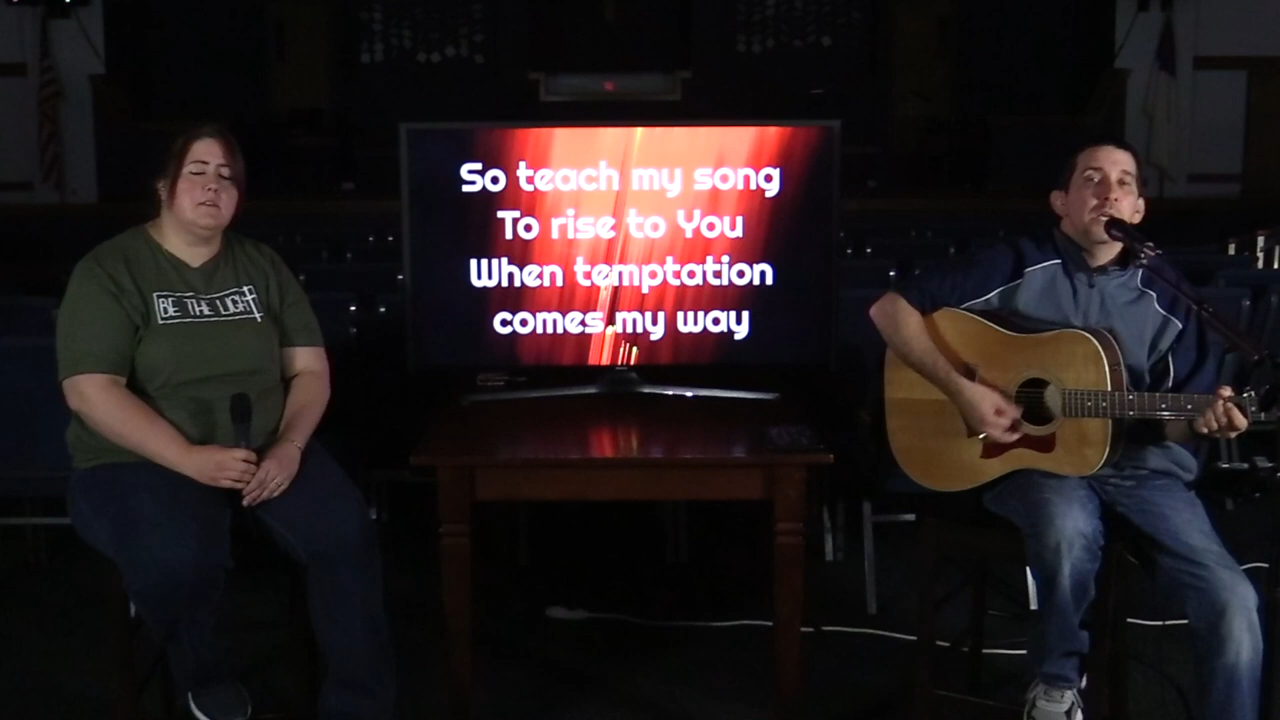 So teach my song
To rise to You
When temptation
comes my way
BE THE LIGHT